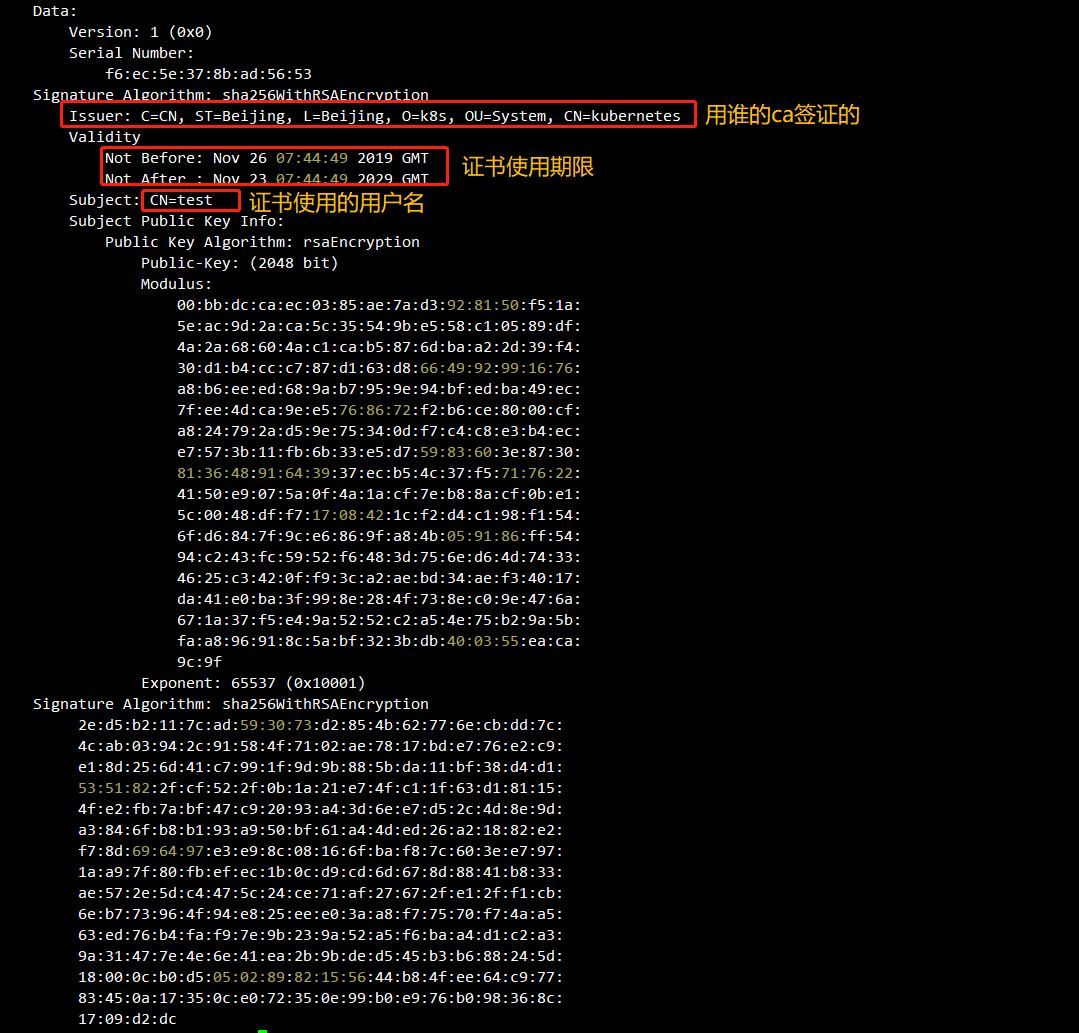 Data:
Version: 1 (0x0)
Serial Number:
f6:ec:5e:37:8b:ad:56:53
Signature Algorithm: sha256WithRSAEncryption
Issuer: C=CN, ST=Beijing, L=Beijing, O=k8s, OU=System, CN=kubernetes 用谁的ca签证的
Validity
Not Before: Nov 26 07:44:49 2019 GMT
证书使用期限
Not After : Nov 23 07:44:49 2029 GMT
Subject: CN=test 证书使用的用户名
Subject Public Key Info:
Public Key Algorithm: rsaEncryption
Public-Key: (2048 bit)
Modulus:
00:bb:dc:ca:ec:03:85:ae:7a:d3:92:81:50:f5:1a:
5e:ac:9d:2a:ca:5c:35:54:9b:e5:58:c1:05:89:df:
4a:2a:68:60:4a:c1:ca:b5:87:6d:ba:a2:2d:39:f4:
30:d1:b4:cc:c7:87:d1:63:d8:66:49:92:99:16:76:
a8:b6:ee:ed:68:9a:b7:95:9e:94:bf:ed:ba:49:ec:
7f:ee:4d:ca:9e:e5:76:86:72:f2:b6:ce:80:00:cf:
a8:24:79:2a:d5:9e:75:34:0d:f7:c4:c8:e3:b4:ec:
e7:57:3b:11:fb:6b:33:e5:d7:59:83:60:3e:87:30:
81:36:48:91:64:39:37:ec:b5:4c:37:f5:71:76:22:
41:50:e9:07:5a:0f:4a:1a:cf:7e:b8:8a:cf:0b:e1:
5c:00:48:df:f7:17:08:42:1c:f2:d4:c1:98:f1:54:
6f:d6:84:7f:9c:e6:86:9f:a8:4b:05:91:86:ff:54:
94:c2:43:fc:59:52:f6:48:3d:75:6e:d6:4d:74:33:
46:25:c3:42:0f:f9:3c:a2:ae:bd:34:ae:f3:40:17:
da:41:e0:ba:3f:99:8e:28:4f:73:8e:c0:9e:47:6a:
67:1a:37:f5:e4:9a:52:52:c2:a5:4e:75:b2:9a:5b:
fa:a8:96:91:8c:5a:bf:32:3b:db:40:03:55:ea:ca:
9c:9f
Exponent: 65537 (0x10001)
Signature Algorithm: sha256WithRSAEncryption
2e:d5:b2:11:7c:ad:59:30:73:d2:85:4b:62:77:6e:cb:dd:7c:
4c:ab:03:94:2c:91:58:4f:71:02:ae:78:17:bd:e7:76:e2:c9:
e1:8d:25:6d:41:c7:99:1f:9d:9b:88:5b:da:11:bf:38:d4:d1:
53:51:82:2f:cf:52:2f:0b:1a:21:e7:4f:c1:1f:63:d1:81:15:
4f:e2:fb:7a:bf:47:c9:20:93:a4:3d:6e:e7:d5:2c:4d:8e:9d:
a3:84:6f:b8:b1:93:a9:50:bf:61:a4:4d:ed:26:a2:18:82:e2:
f7:8d:69:64:97:e3:e9:8c:08:16:6f:ba:f8:7c:60:3e:e7:97:
1a:a9:7f:80:fb:ef:ec:1b:0c:d9:cd:6d:67:8d:88:41:b8:33:
ae:57:2e:5d:c4:47:5c:24:ce:71:af:27:67:2f:e1:2f:f1:cb:
6e:b7:73:96:4f:94:e8:25:ee:e0:3a:a8:f7:75:70:f7:4a:a5:
63:ed:76:b4:fa:f9:7e:9b:23:9a:52:a5:f6:ba:a4:d1:c2:a3:
9a:31:47:7e:4e:6e:41:ea:2b:9b:de:d5:45:b3:b6:88:24:5d:
18:00:0c:b0:d5:05:02:89:82:15:56:44:b8:4f:ee:64:c9:77:
83:45:0a:17:35:0c:e0:72:35:0e:99:b0:e9:76:b0:98:36:8c:
17:09:d2:dc